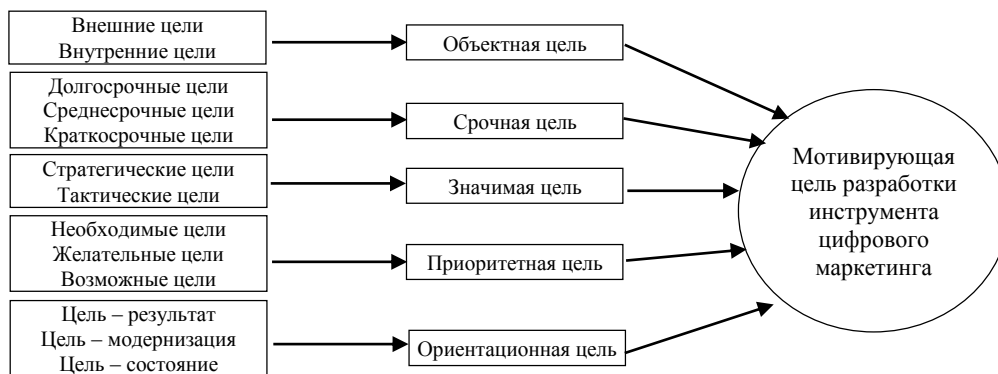 Внешние цели
Внутренние цели
Объектная цель
Долгосрочные цели
Среднесрочные цели
Краткосрочные цели
Срочная цель
Стратегические цели
Тактические цели
Значимая цель
Необходимые цели
Желательные цели
Возможные цели
Приоритетная цель
Цель – результат
Цель – модернизация
Цель – состояние
Ориентационная цель
Мотивирующая
цель разработки
инструмента
цифрового
маркетинга